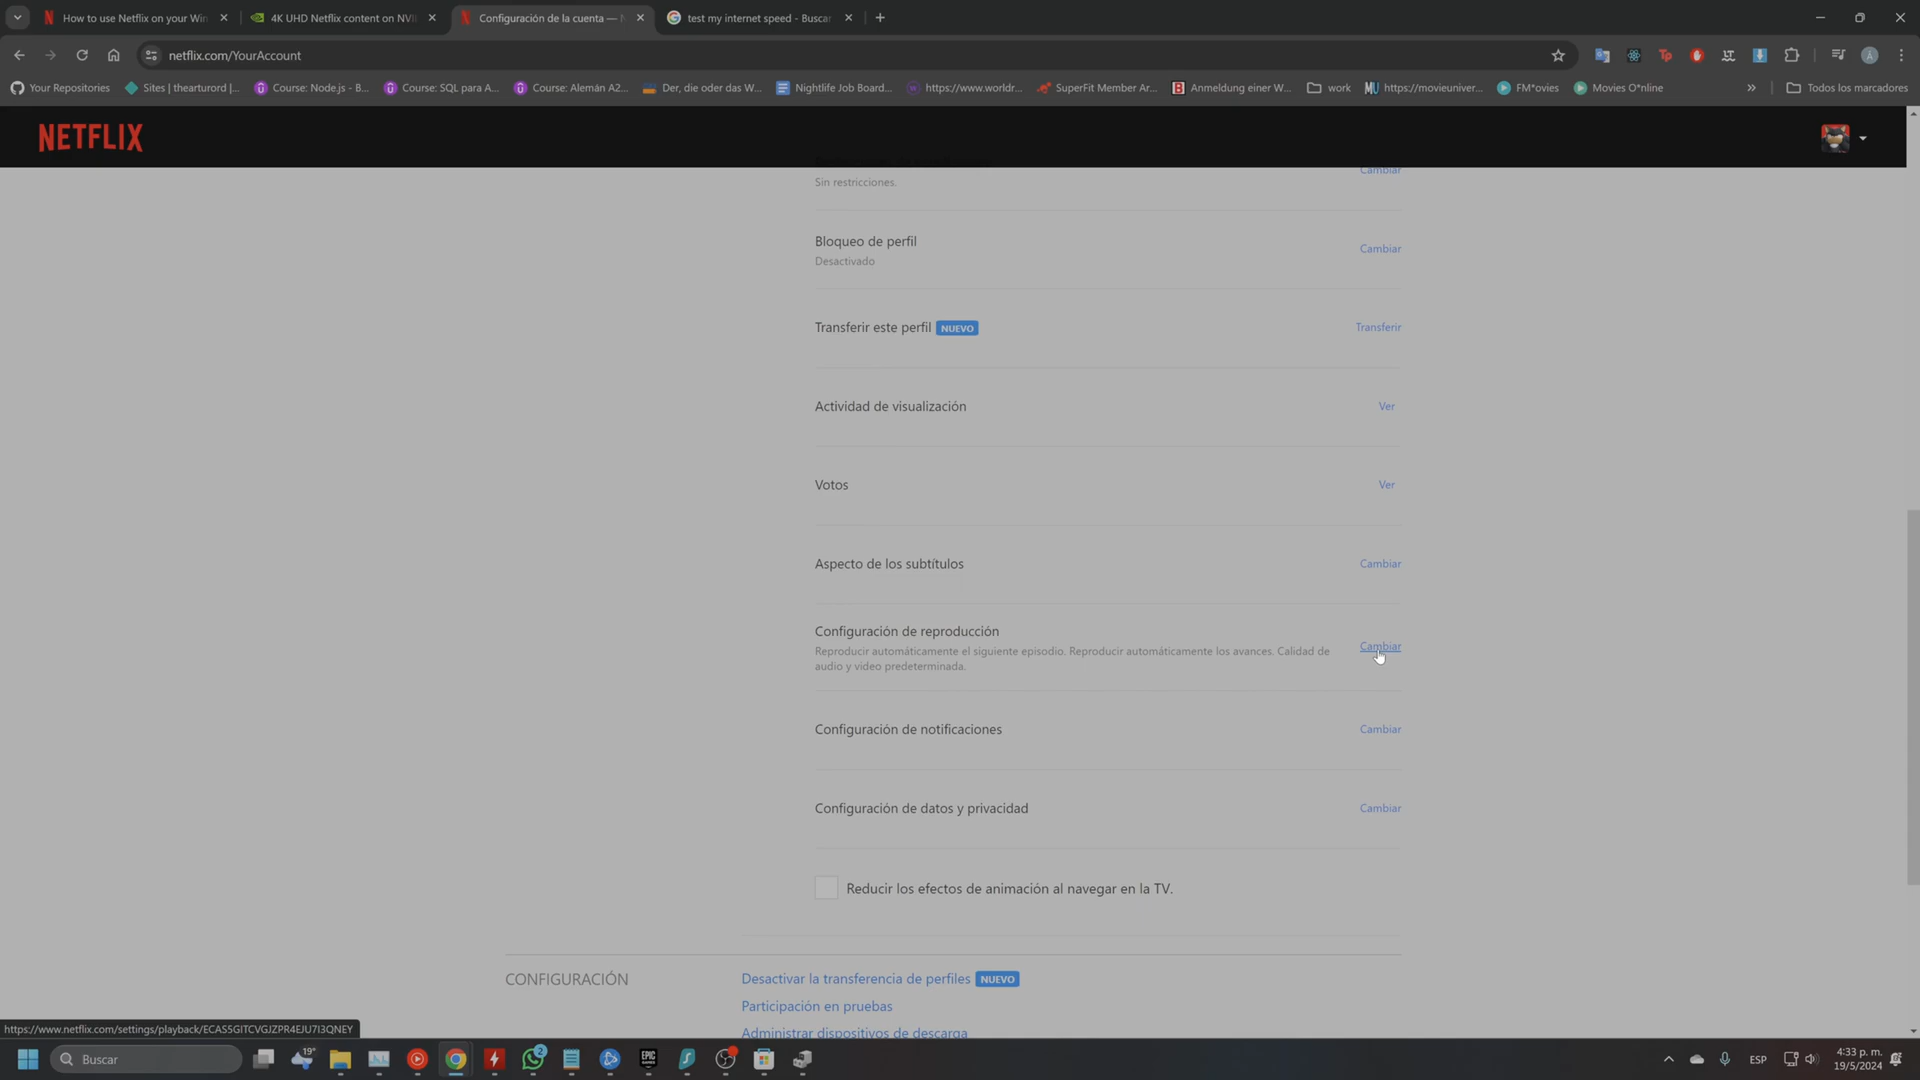 How to use Netflix on your Win
4K UHD Netflix content on NVI
Configuración de la cuenta — N
test my internet speed - Buscar
netflix.com/YourAccount
Your Repositories
Sites | thearturord |...
Course: Node.js - B...
Course: SQL para A...
Course: Alemán A2...
Der, die oder das W...
Nightlife Job Board...
https://www.worldr...
SuperFit Member Ar...
Anmeldung einer W...
work
https://movieuniver...
FM*ovies
Movies O*nline
»
Todos los marcadores
NETFLIX
Cambiar
Sin restricciones.
Bloqueo de perfil
Cambiar
Desactivado
Transferir este perfil NUEVO
Transferir
Actividad de visualización
Ver
Votos
Ver
Aspecto de los subtítulos
Cambiar
Configuración de reproducción
Reproducir automáticamente el siguiente episodio. Reproducir automáticamente los avances. Calidad de
audio y video predeterminada.
Cambiar
Configuración de notificaciones
Cambiar
Configuración de datos y privacidad
Cambiar
Reducir los efectos de animación al navegar en la TV.
CONFIGURACIÓN
Desactivar la transferencia de perfiles NUEVO
Participación en pruebas
Administrar dispositivos de descarga
https://www.netflix.com/settings/playback/ECAS5GITCVGJZPR4EJU7I3QNEY
Buscar
19°
2
EPIC
GAMES
ESP
4:33 p. m.
19/5/2024